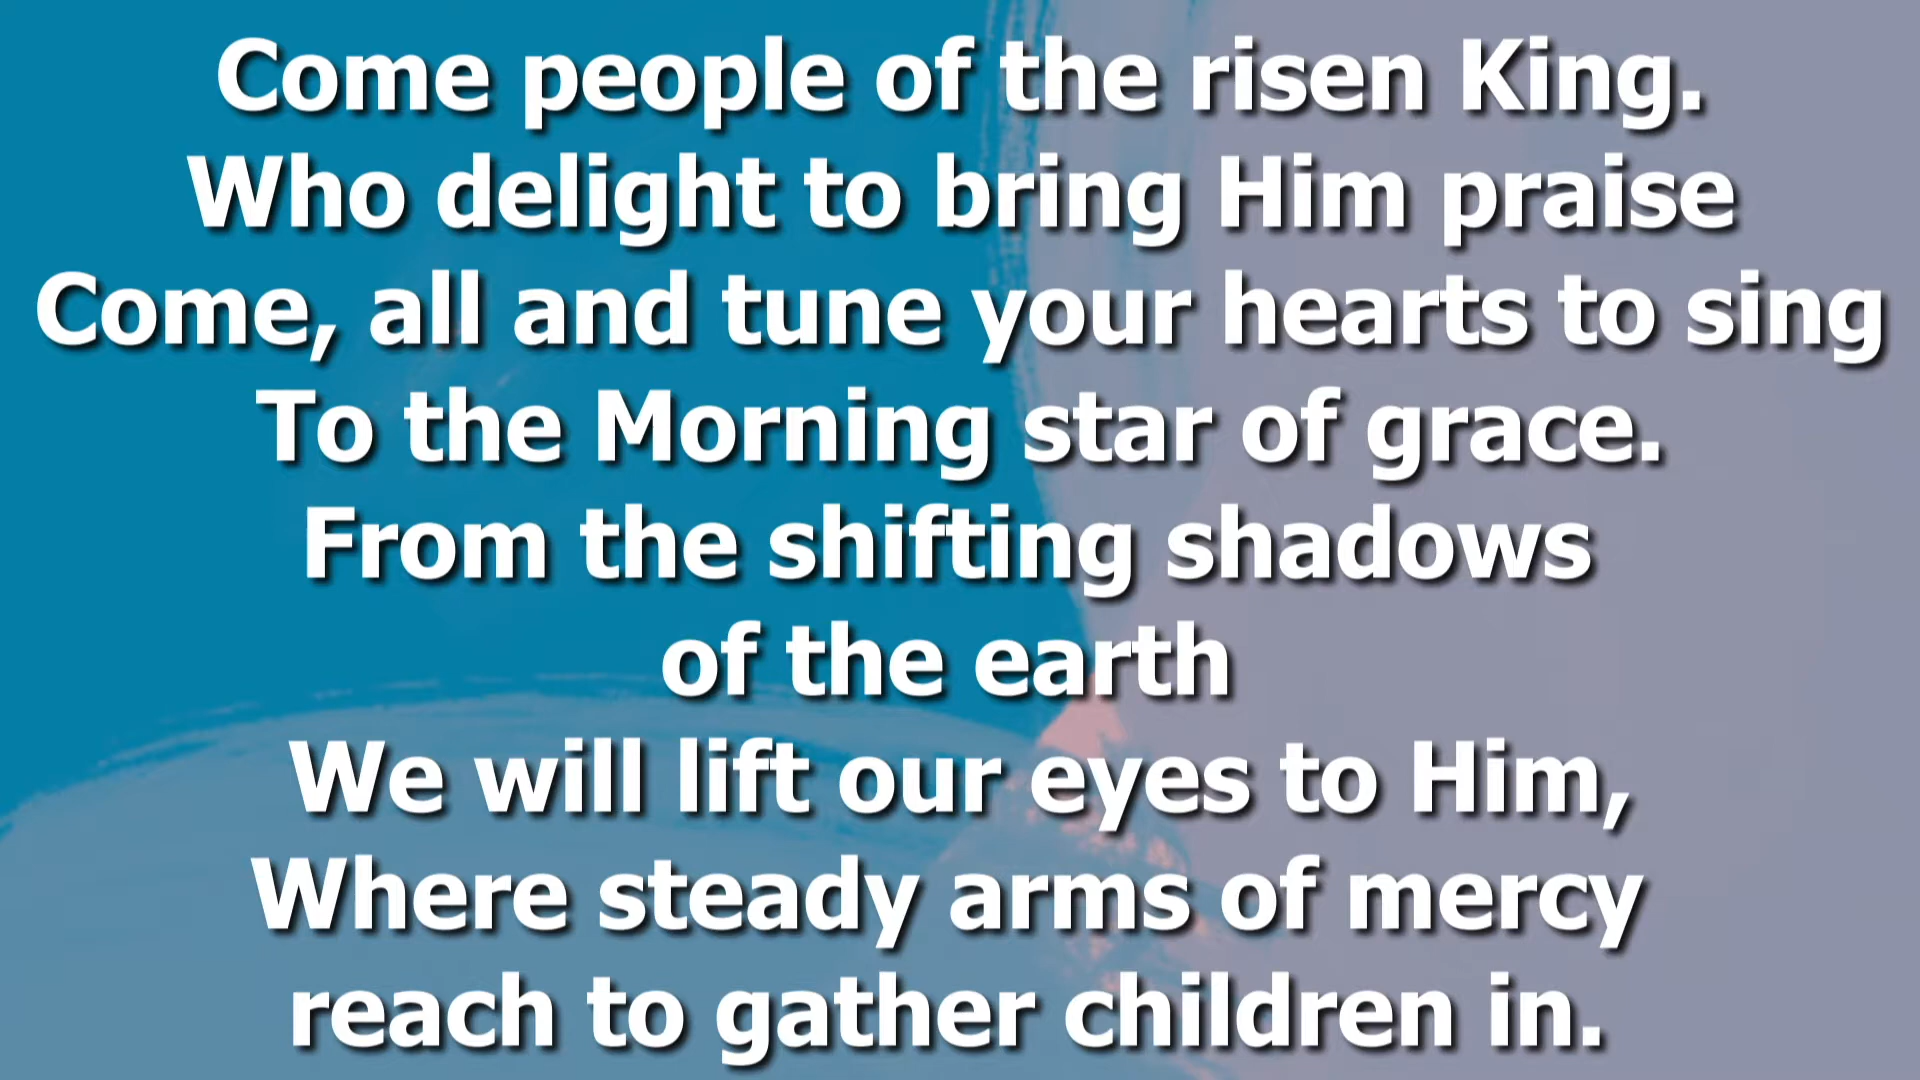 Come people of the risen King.
Who delight to bring Him praise
Come, all and tune your hearts to sing
To the Morning star of grace.
From the shifting shadows
of the earth
We will lift our eyes to Him,
Where steady arms of mercy
reach to gather children in.